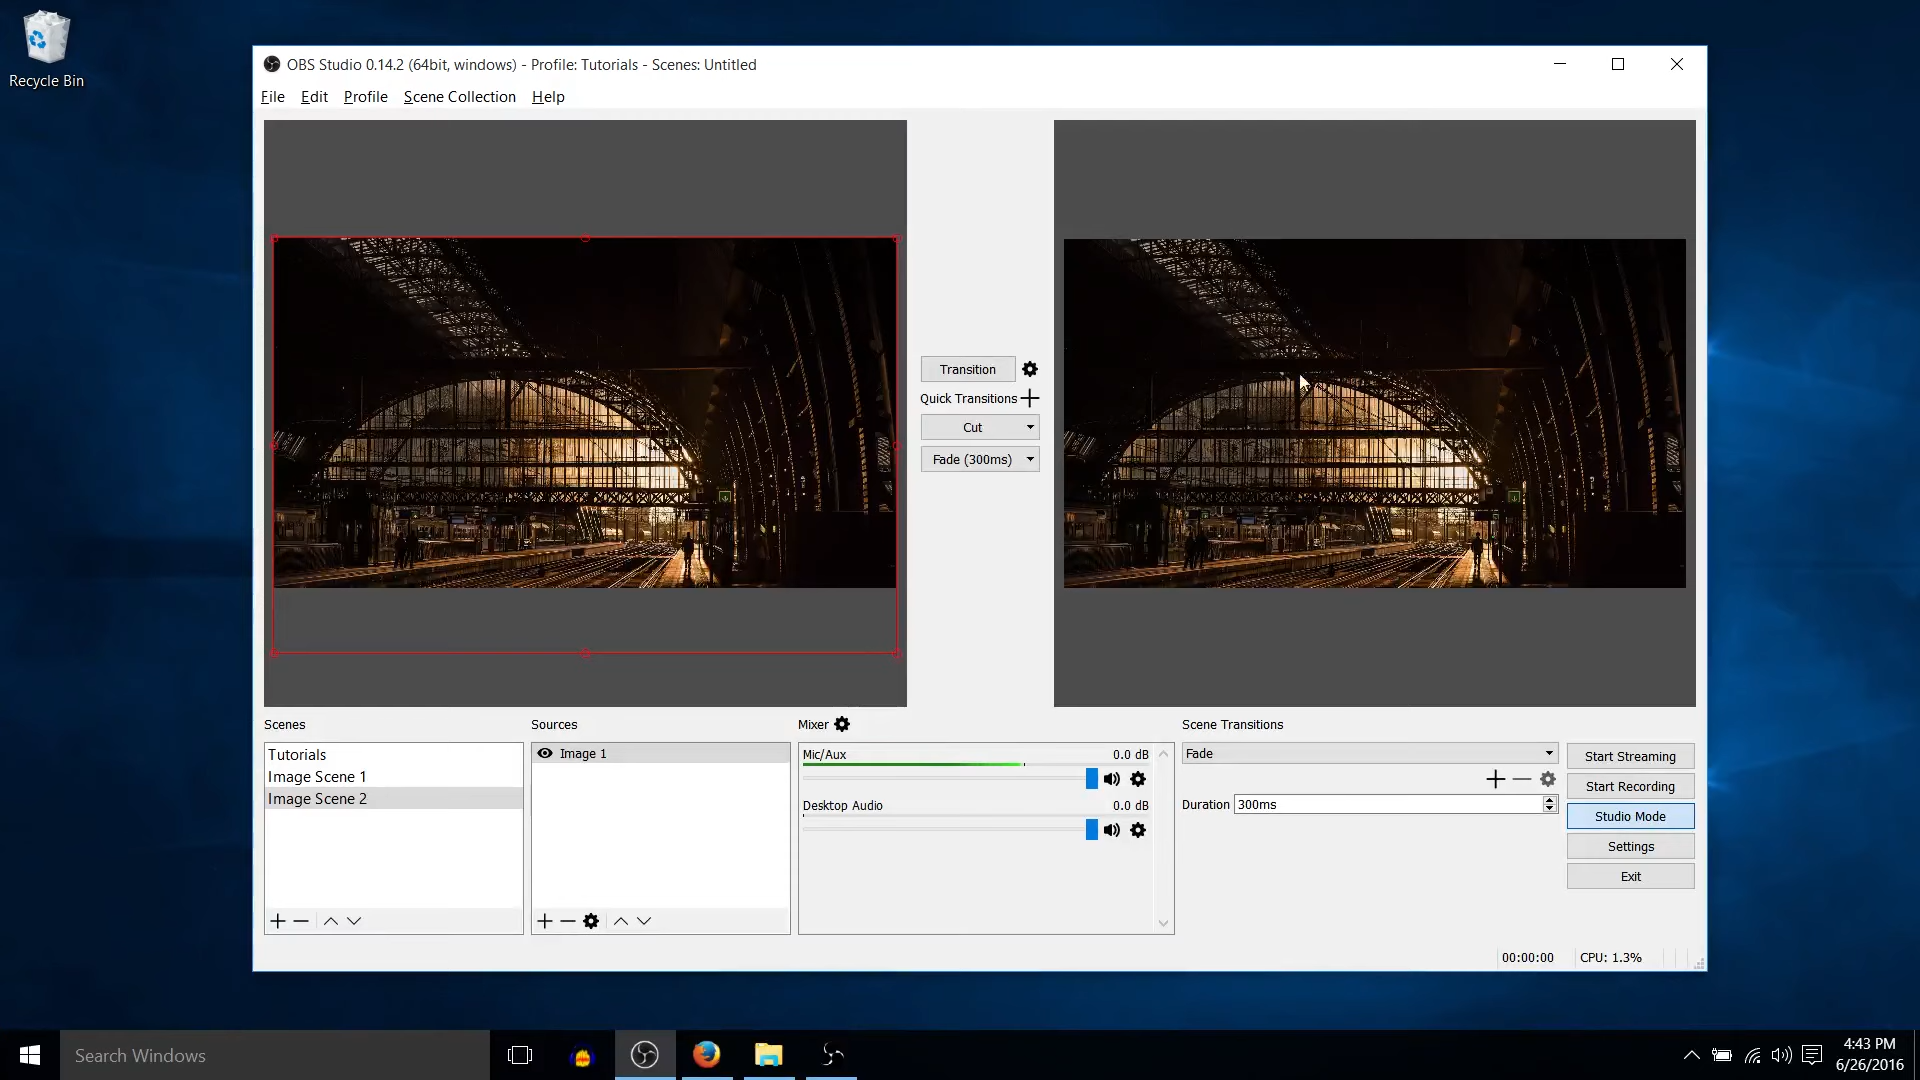 Recycle Bin
OBS Studio 0.14.2 (64bit, windows) - Profile: Tutorials - Scenes: Untitled
File Edit Profile Scene Collection Help
Transition
Quick Transitions
Cut
Fade (300ms)
Scenes
Tutorials
Image Scene 1
Image Scene 2
Sources
Image 1
Mixer
Mic/Aux 0.0 dB
Desktop Audio 0.0 dB
Scene Transitions
Fade
Duration 300ms
Start Streaming
Start Recording
Studio Mode
Settings
Exit
00:00:00 CPU: 1.3%
Search Windows
4:43 PM
6/26/2016